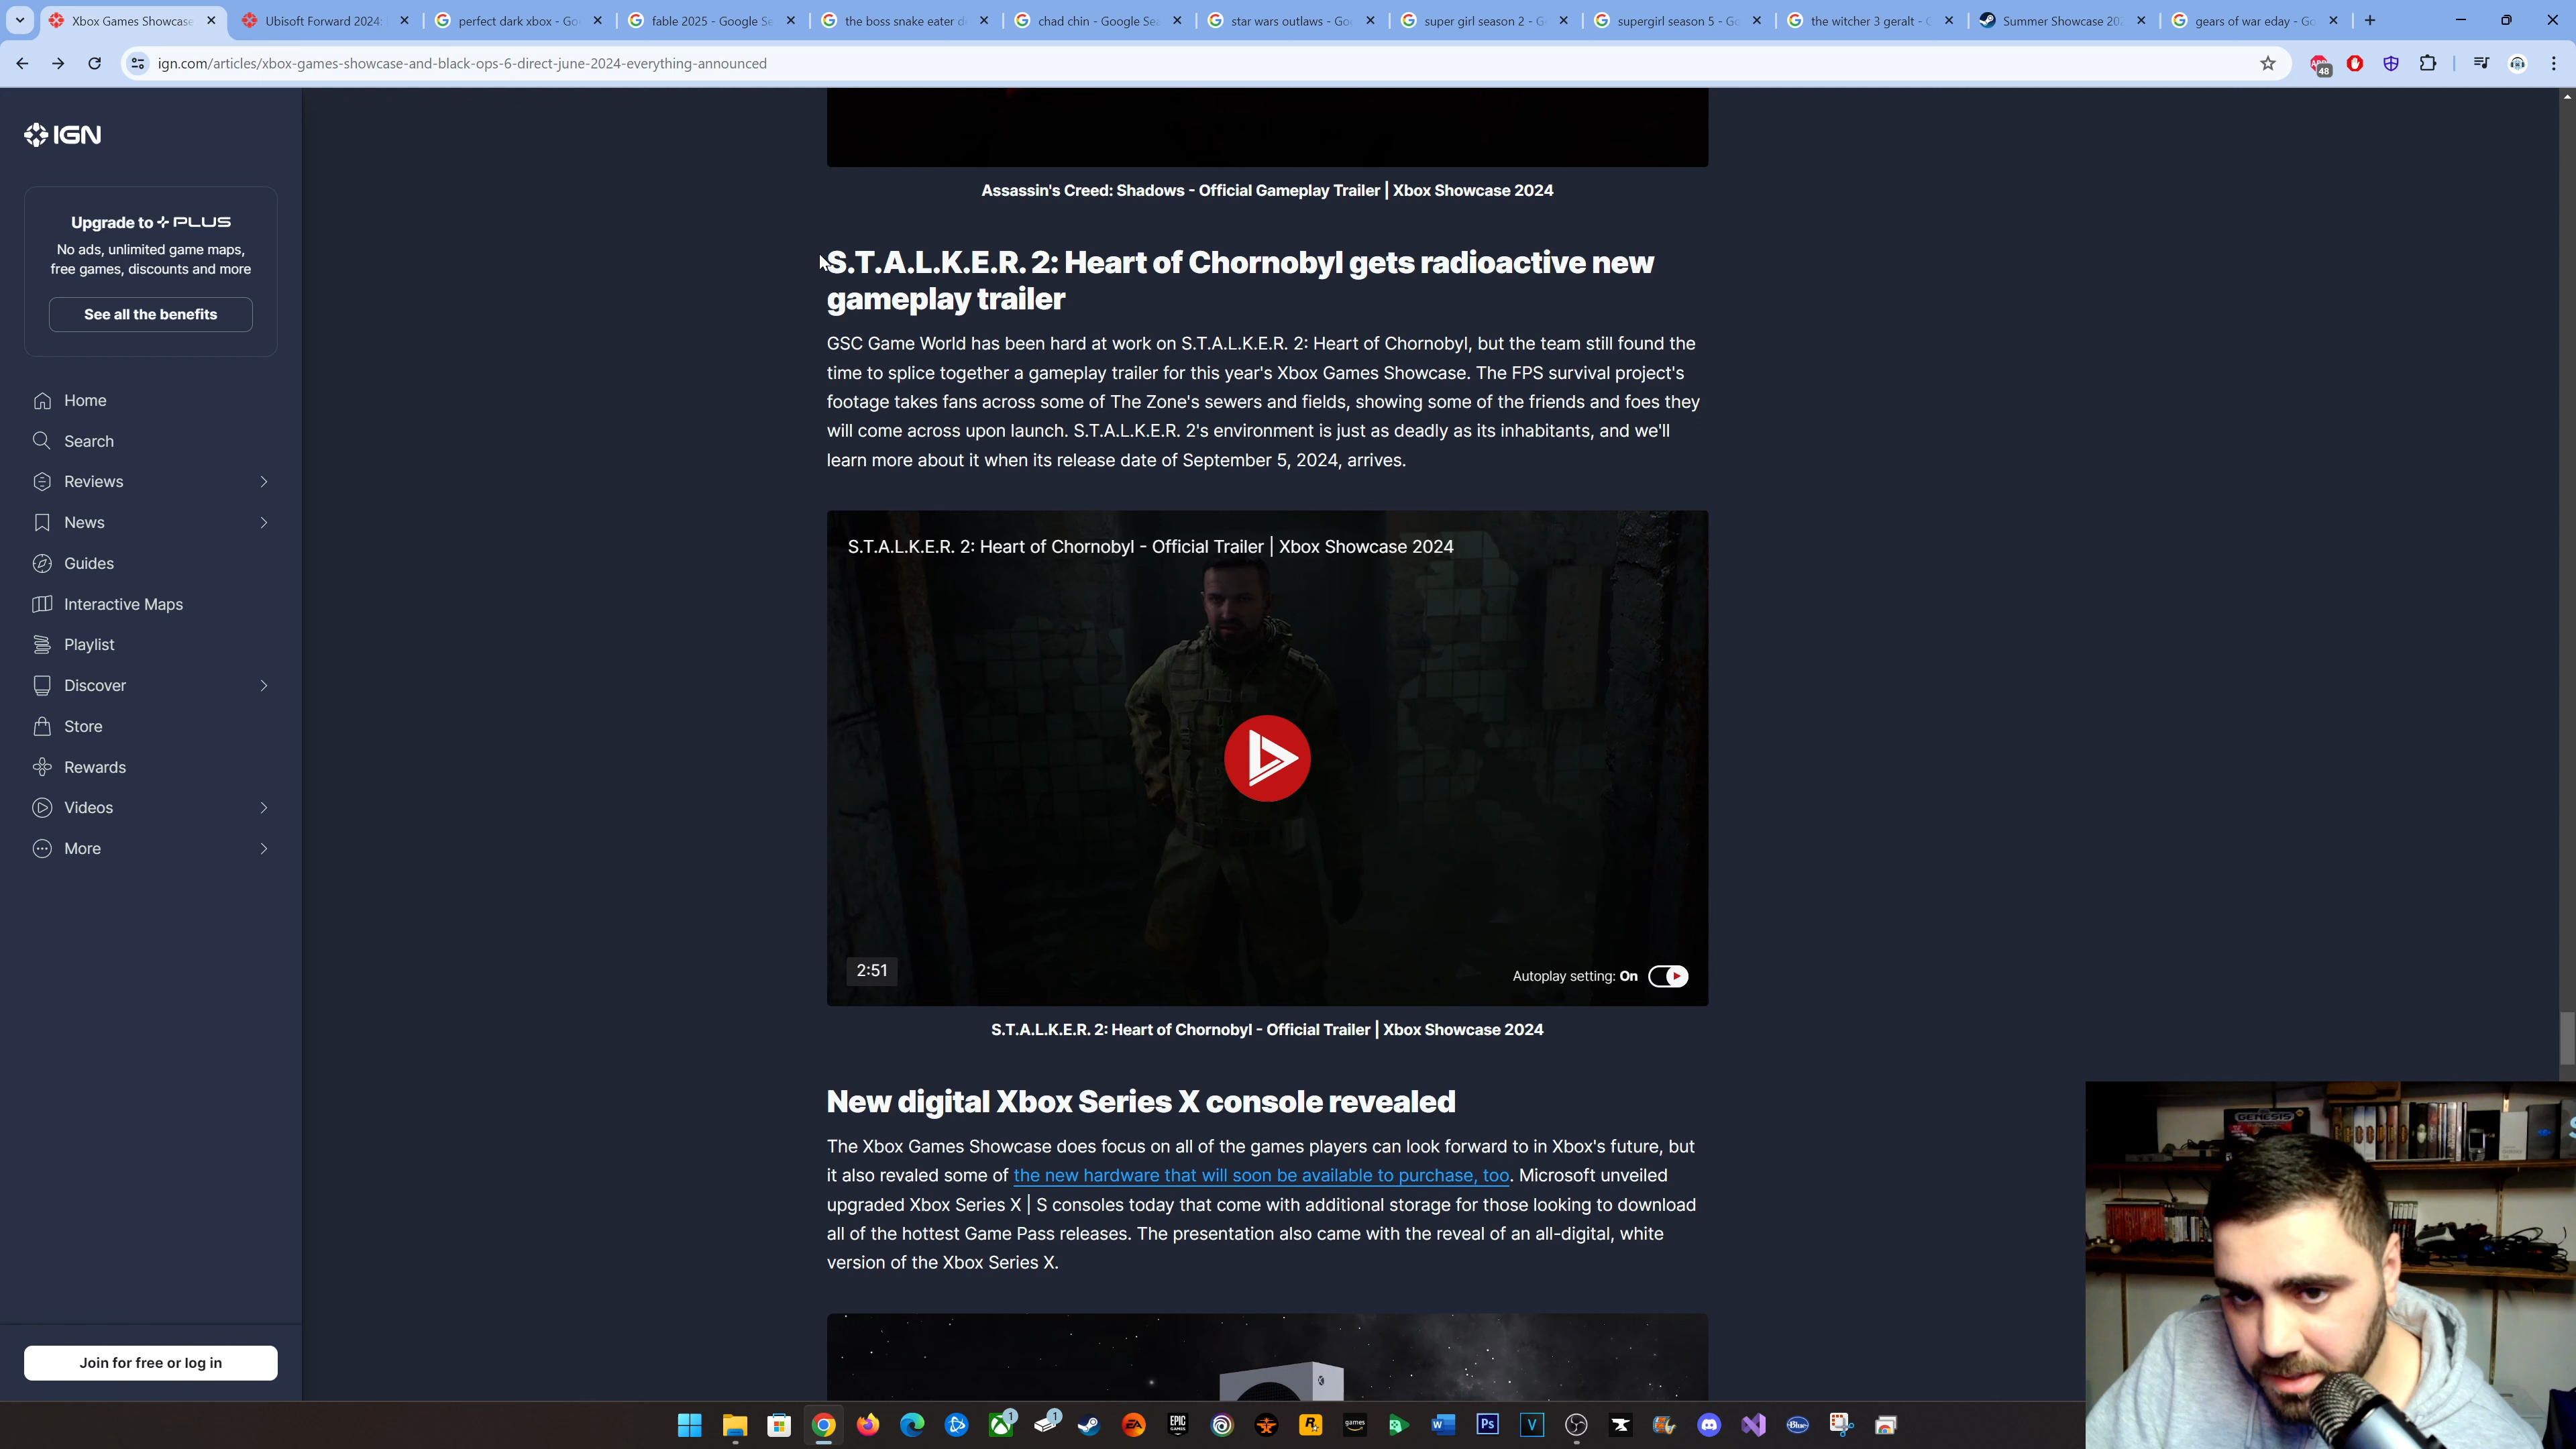 Xbox Games Showcase
Ubisoft Forward 2024:
perfect dark xbox - Go
fable 2025 - Google Se
the boss snake eater d
chad chin - Google Sea
star wars outlaws - Goo
super girl season 2 - G
supergirl season 5 - Go
the witcher 3 geralt - G
Summer Showcase 202
gears of war eday - Go
ign.com/articles/xbox-games-showcase-and-black-ops-6-direct-june-2024-everything-announced
48
IGN
Upgrade to + PLUS
No ads, unlimited game maps,
free games, discounts and more
See all the benefits
Home
Search
Reviews
News
Guides
Interactive Maps
Playlist
Discover
Store
Rewards
Videos
More
Join for free or log in
Assassin's Creed: Shadows - Official Gameplay Trailer | Xbox Showcase 2024
S.T.A.L.K.E.R. 2: Heart of Chornobyl gets radioactive new
gameplay trailer
GSC Game World has been hard at work on S.T.A.L.K.E.R. 2: Heart of Chornobyl, but the team still found the
time to splice together a gameplay trailer for this year's Xbox Games Showcase. The FPS survival project's
footage takes fans across some of The Zone's sewers and fields, showing some of the friends and foes they
will come across upon launch. S.T.A.L.K.E.R. 2's environment is just as deadly as its inhabitants, and we'll
learn more about it when its release date of September 5, 2024, arrives.
S.T.A.L.K.E.R. 2: Heart of Chornobyl - Official Trailer | Xbox Showcase 2024
2:51
Autoplay setting: On
S.T.A.L.K.E.R. 2: Heart of Chornobyl - Official Trailer | Xbox Showcase 2024
New digital Xbox Series X console revealed
The Xbox Games Showcase does focus on all of the games players can look forward to in Xbox's future, but
it also revaled some of the new hardware that will soon be available to purchase, too. Microsoft unveiled
upgraded Xbox Series X | S consoles today that come with additional storage for those looking to download
all of the hottest Game Pass releases. The presentation also came with the reveal of an all-digital, white
version of the Xbox Series X.
GENESIS
1
1
EA
EPIC
GAMES
R
games
W
Ps
V
Blue